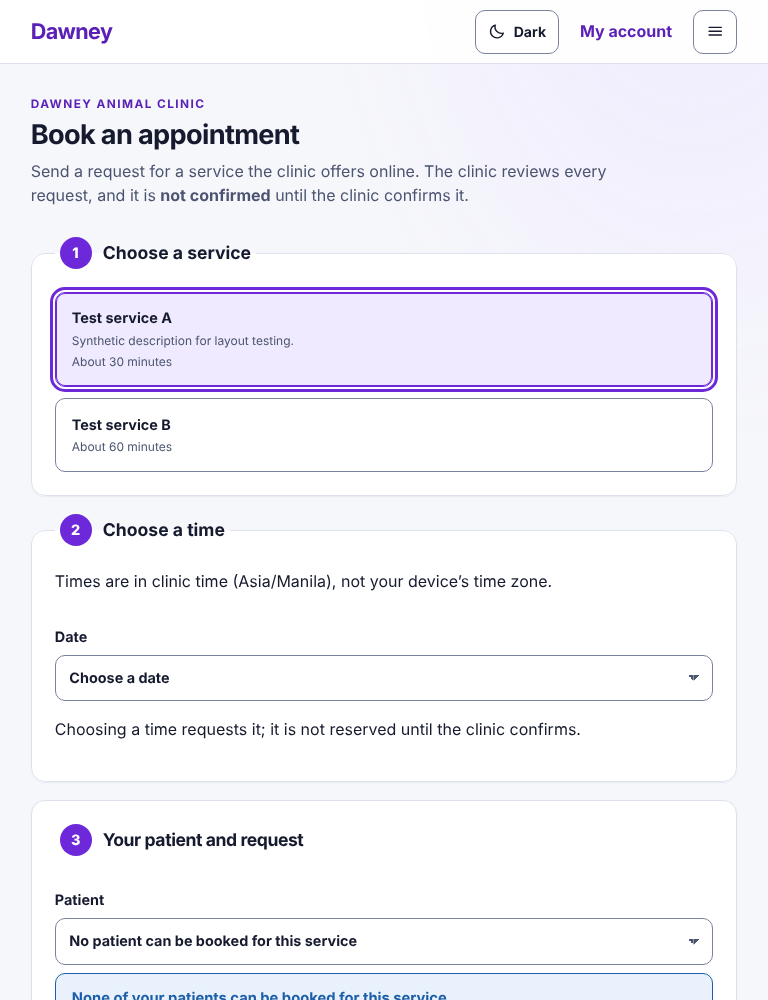 Dawney
Dark
My account
DAWNEY ANIMAL CLINIC
Book an appointment
Send a request for a service the clinic offers online. The clinic reviews every
request, and it is not confirmed until the clinic confirms it.
1 Choose a service
Test service A
Synthetic description for layout testing.
About 30 minutes
Test service B
About 60 minutes
2 Choose a time
Times are in clinic time (Asia/Manila), not your device’s time zone.
Date
Choose a date
Choosing a time requests it; it is not reserved until the clinic confirms.
3 Your patient and request
Patient
No patient can be booked for this service
None of your patients can be booked for this service